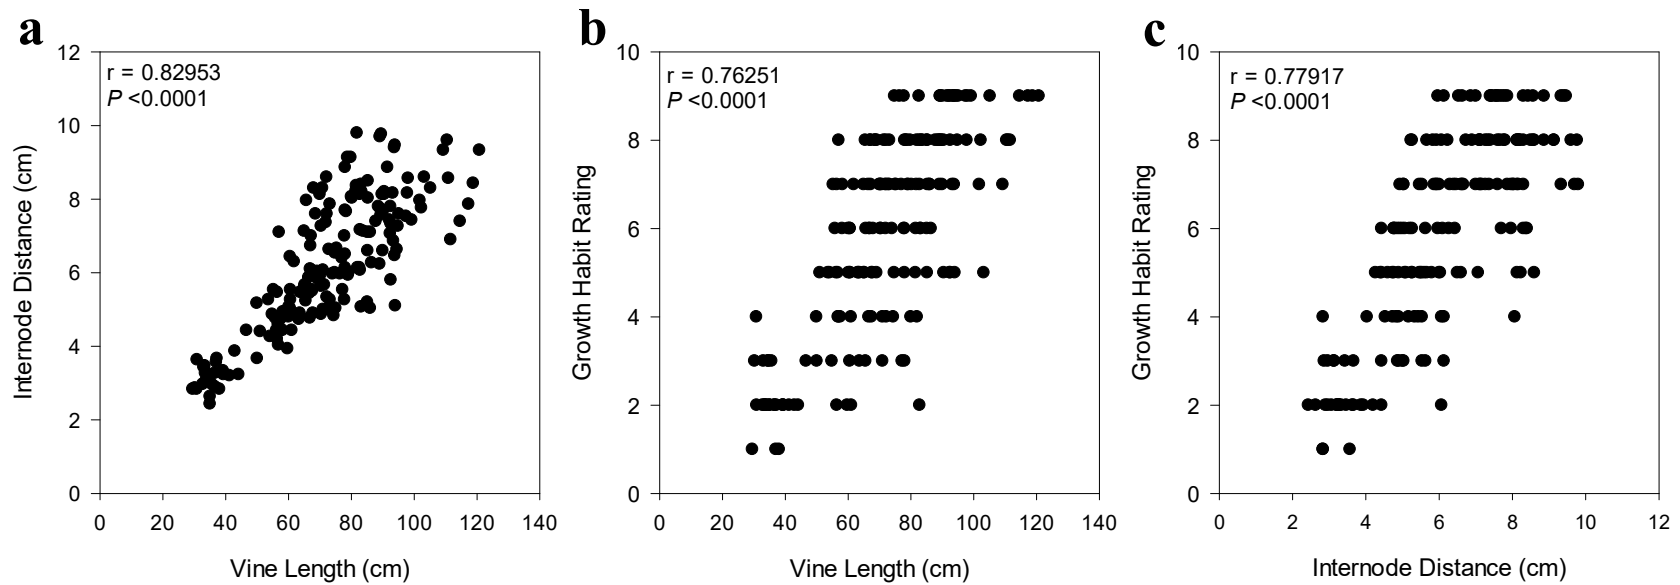 a
r = 0.82953
P <0.0001
Internode Distance (cm)
12
10
8
6
4
2
0
0 20 40 60 80 100 120 140
Vine Length (cm)
b
r = 0.76251
P <0.0001
Growth Habit Rating
10
8
6
4
2
0
0 20 40 60 80 100 120 140
Vine Length (cm)
c
r = 0.77917
P <0.0001
Growth Habit Rating
10
8
6
4
2
0
0 2 4 6 8 10 12
Internode Distance (cm)